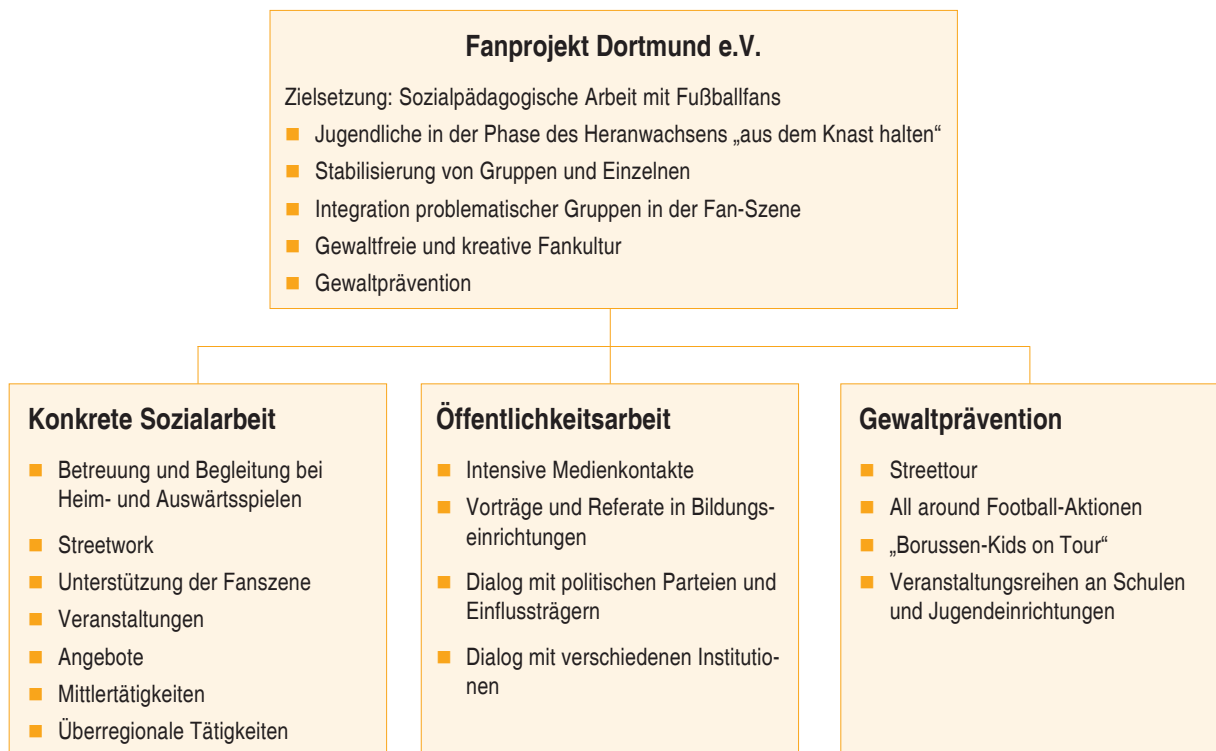 Fanprojekt Dortmund e.V.
Zielsetzung: Sozialpädagogische Arbeit mit Fußballfans
■ Jugendliche in der Phase des Heranwachsens „aus dem Knast halten“
■ Stabilisierung von Gruppen und Einzelnen
■ Integration problematischer Gruppen in der Fan-Szene
■ Gewaltfreie und kreative Fankultur
■ Gewaltprävention
Konkrete Sozialarbeit
■ Betreuung und Begleitung bei
Heim- und Auswärtsspielen
■ Streetwork
■ Unterstützung der Fanszene
■ Veranstaltungen
■ Angebote
■ Mittlertätigkeiten
■ Überregionale Tätigkeiten
Öffentlichkeitsarbeit
■ Intensive Medienkontakte
■ Vorträge und Referate in Bildungs-
einrichtungen
■ Dialog mit politischen Parteien und
Einflussträgern
■ Dialog mit verschiedenen Institutio-
nen
Gewaltprävention
■ Streettour
■ All around Football-Aktionen
■ „Borussen-Kids on Tour“
■ Veranstaltungsreihen an Schulen
und Jugendeinrichtungen